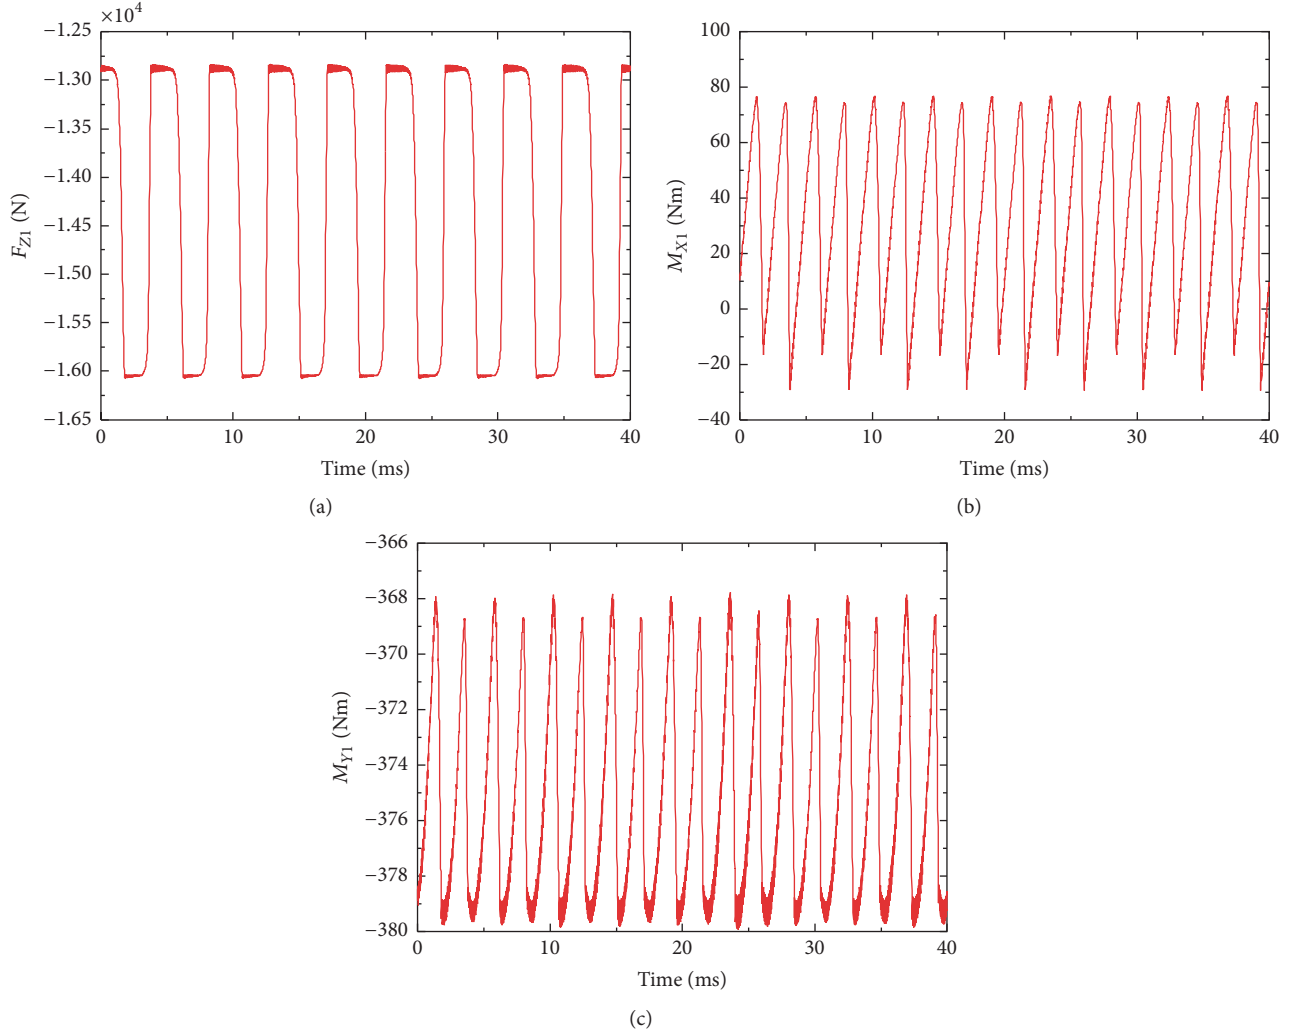 ×10⁴
−1.25
−1.30
−1.35
−1.40
−1.45
−1.50
−1.55
−1.60
−1.65
F_Z1 (N)
0 10 20 30 40
Time (ms)
(a)
100
80
60
40
20
0
−20
−40
M_X1 (Nm)
0 10 20 30 40
Time (ms)
(b)
−366
−368
−370
−372
−374
−376
−378
−380
M_Y1 (Nm)
0 10 20 30 40
Time (ms)
(c)